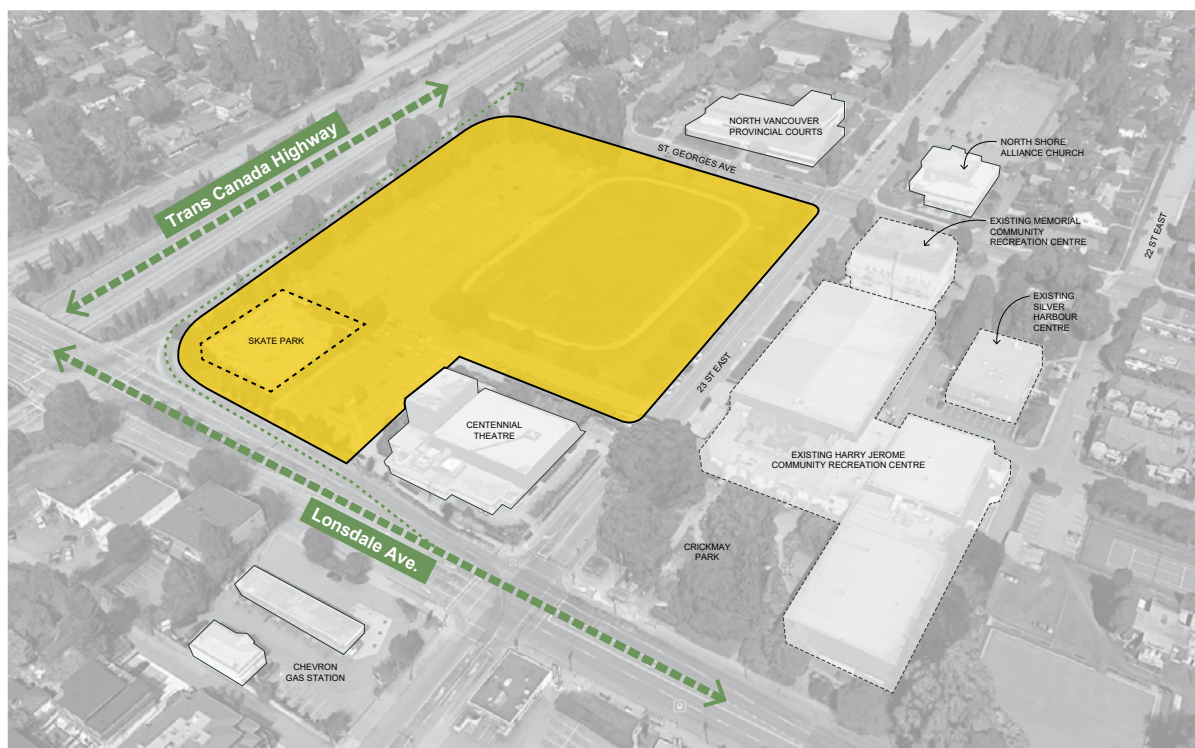 Trans Canada Highway
NORTH VANCOUVER
PROVINCIAL COURTS
ST. GEORGES AVE
NORTH SHORE
ALLIANCE CHURCH
EXISTING MEMORIAL
COMMUNITY
RECREATION CENTRE
22 ST EAST
EXISTING
SILVER
HARBOUR
CENTRE
SKATE PARK
23 ST EAST
CENTENNIAL
THEATRE
EXISTING HARRY JEROME
COMMUNITY RECREATION CENTRE
Lonsdale Ave.
CRICKMAY
PARK
CHEVRON
GAS STATION